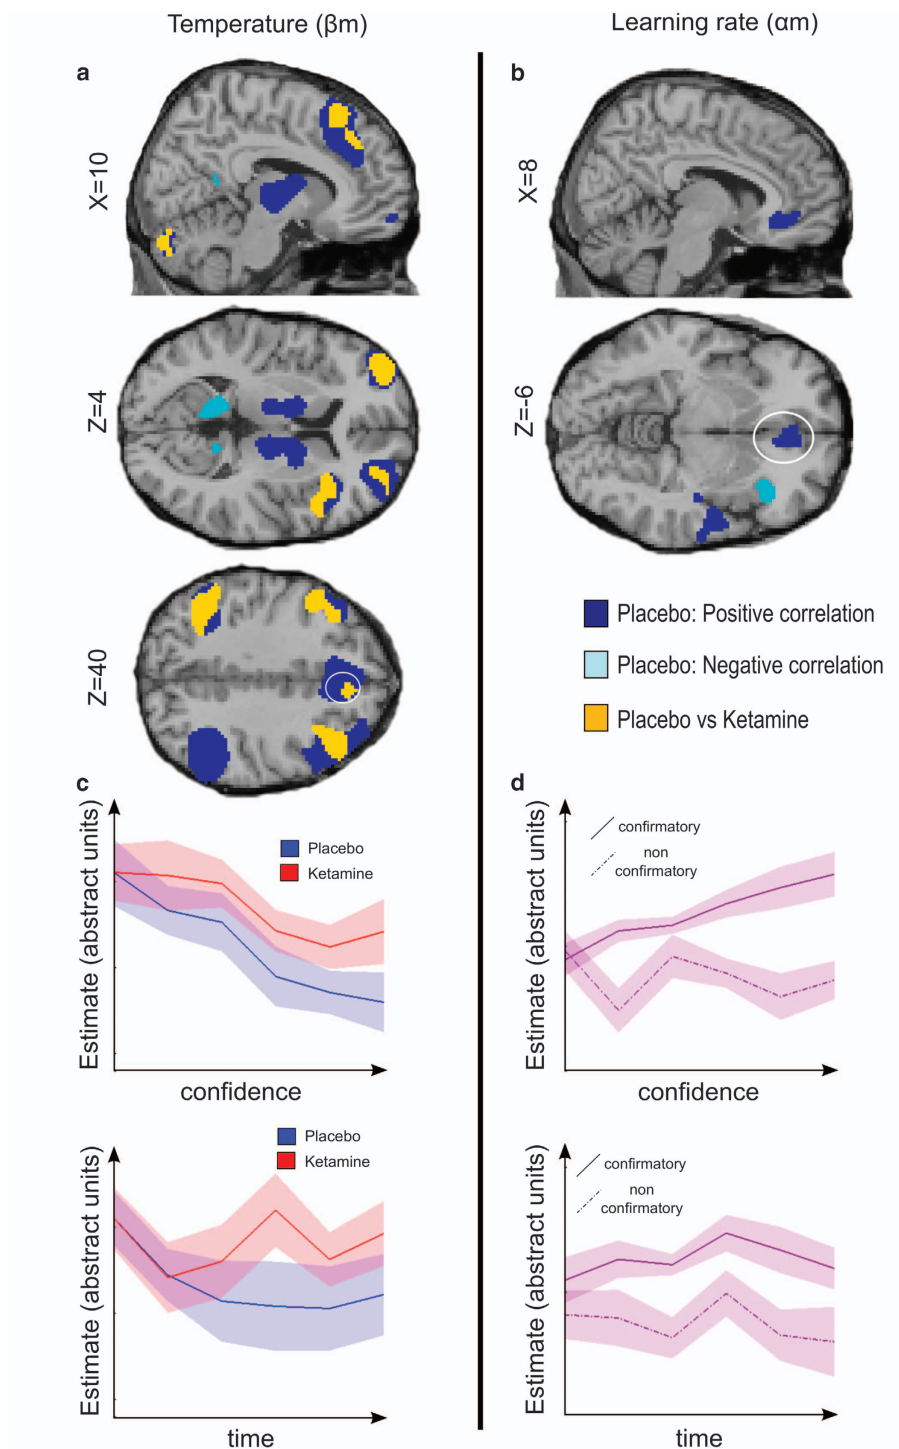 Temperature (βm)
Learning rate (αm)
a
X=10
Z=4
Z=40
b
X=8
Z=-6
Placebo: Positive correlation
Placebo: Negative correlation
Placebo vs Ketamine
c
Estimate (abstract units)
Placebo
Ketamine
confidence
Estimate (abstract units)
Placebo
Ketamine
time
d
Estimate (abstract units)
confirmatory
non
confirmatory
confidence
Estimate (abstract units)
confirmatory
non
confirmatory
time